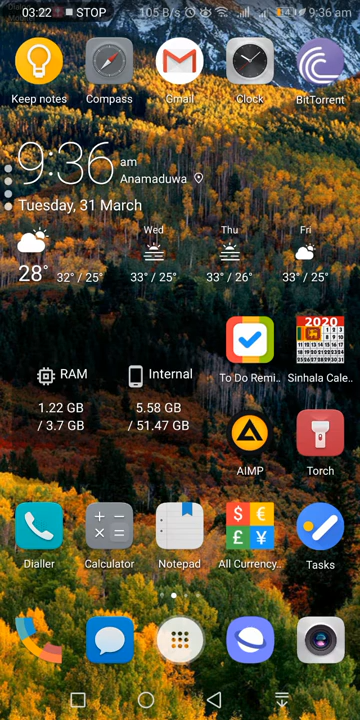 03:22 STOP 105 B/s 9:36 am
Keep notes Compass Gmail Clock BitTorrent
9:36 am
Anamaduwa
Tuesday, 31 March
Wed Thu Fri
28° 32° / 25° 33° / 25° 33° / 26° 33° / 25°
2020
To Do Remi.. Sinhala Cale..
RAM Internal
1.22 GB 5.58 GB
/ 3.7 GB / 51.47 GB
AIMP Torch
$ €
£ ¥
Dialler Calculator Notepad All Currency.. Tasks